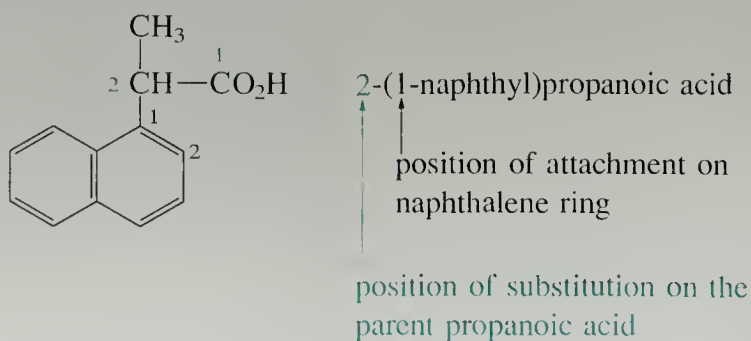 CH₃
1
2 CH—CO₂H
1
2
2-(1-naphthyl)propanoic acid
position of attachment on
naphthalene ring
position of substitution on the
parent propanoic acid